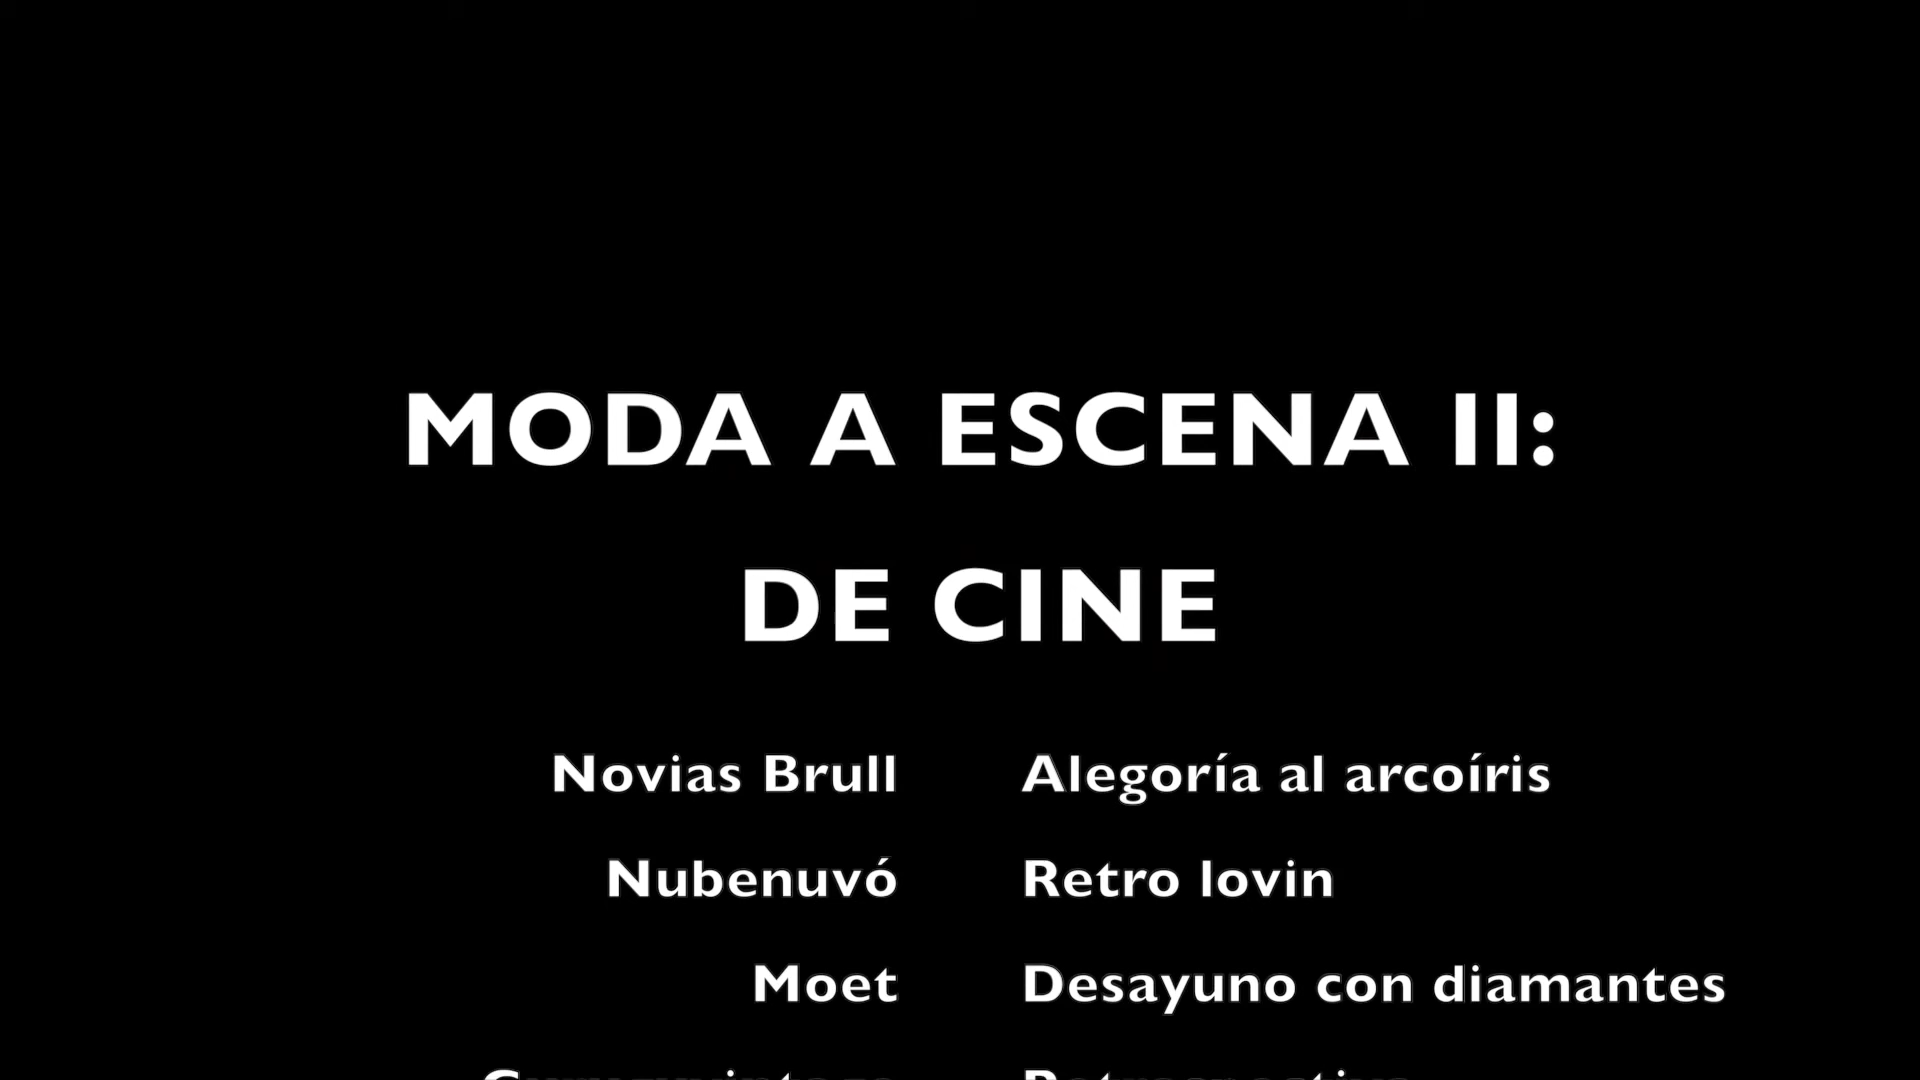 MODA A ESCENA II:
DE CINE
Novias Brull Alegoría al arcoíris
Nubenuvó Retro lovin
Moet Desayuno con diamantes